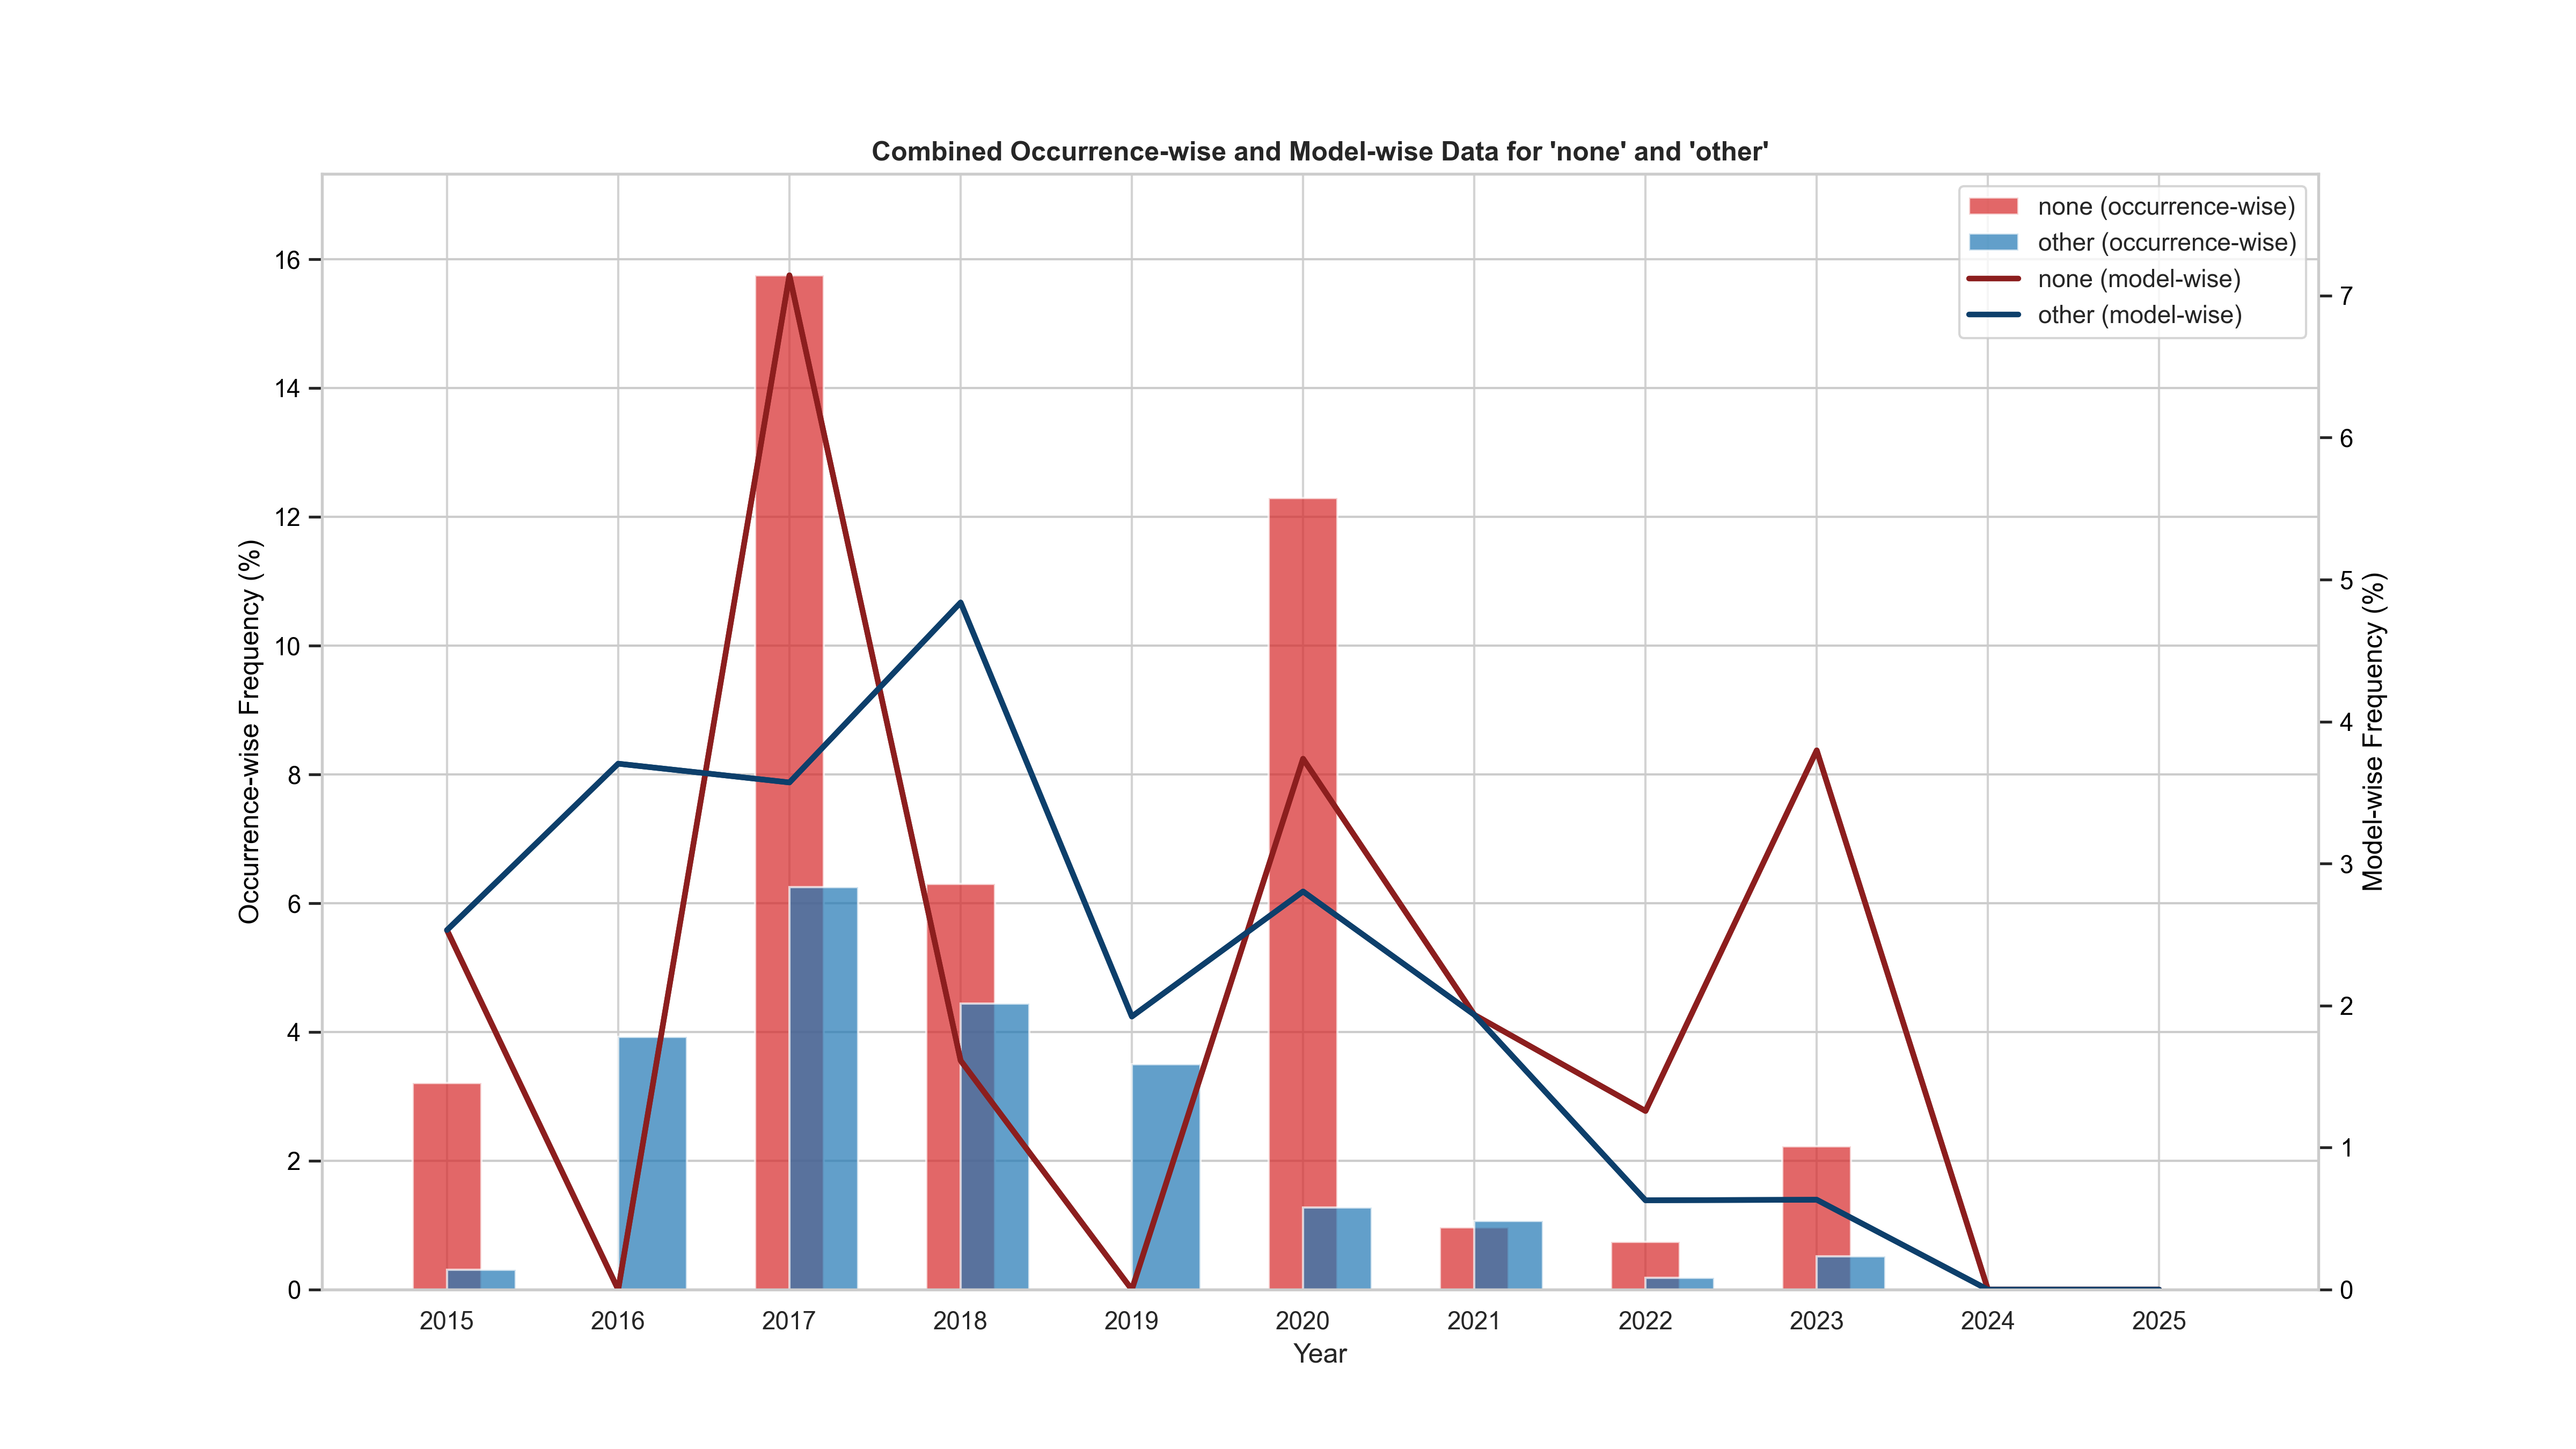 Combined Occurrence-wise and Model-wise Data for 'none' and 'other'
none (occurrence-wise)
other (occurrence-wise)
none (model-wise)
other (model-wise)
Occurrence-wise Frequency (%)
16
14
12
10
8
6
4
2
0
7
6
5
4
3
2
1
0
Model-wise Frequency (%)
2015 2016 2017 2018 2019 2020 2021 2022 2023 2024 2025
Year